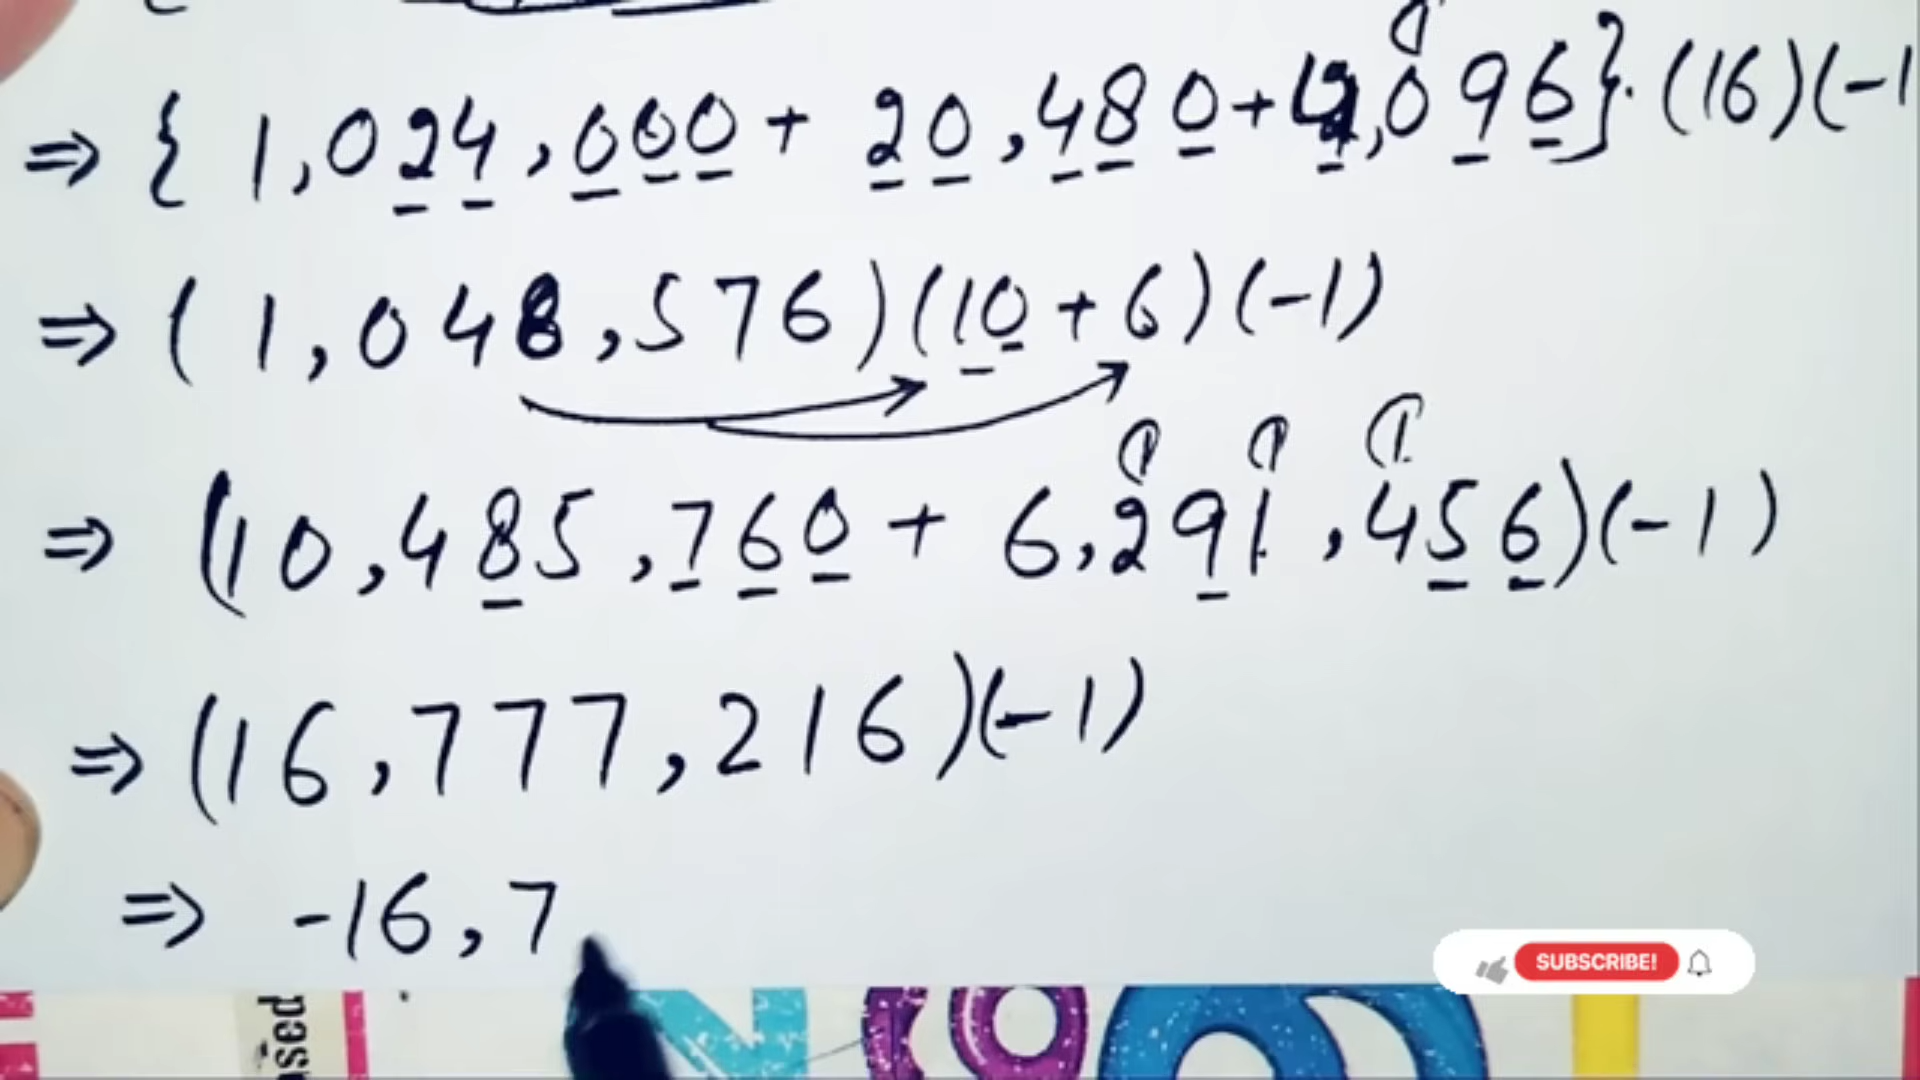 ⇒ { 1,024,000 + 20,480 + 4,096}·(16)(-1
⇒ (1,048,576)(10+6)(-1)
⇒ (10,485,760 + 6,291,456)(-1)
⇒ (16,777,216)(-1)
⇒ -16,7
SUBSCRIBE!
used